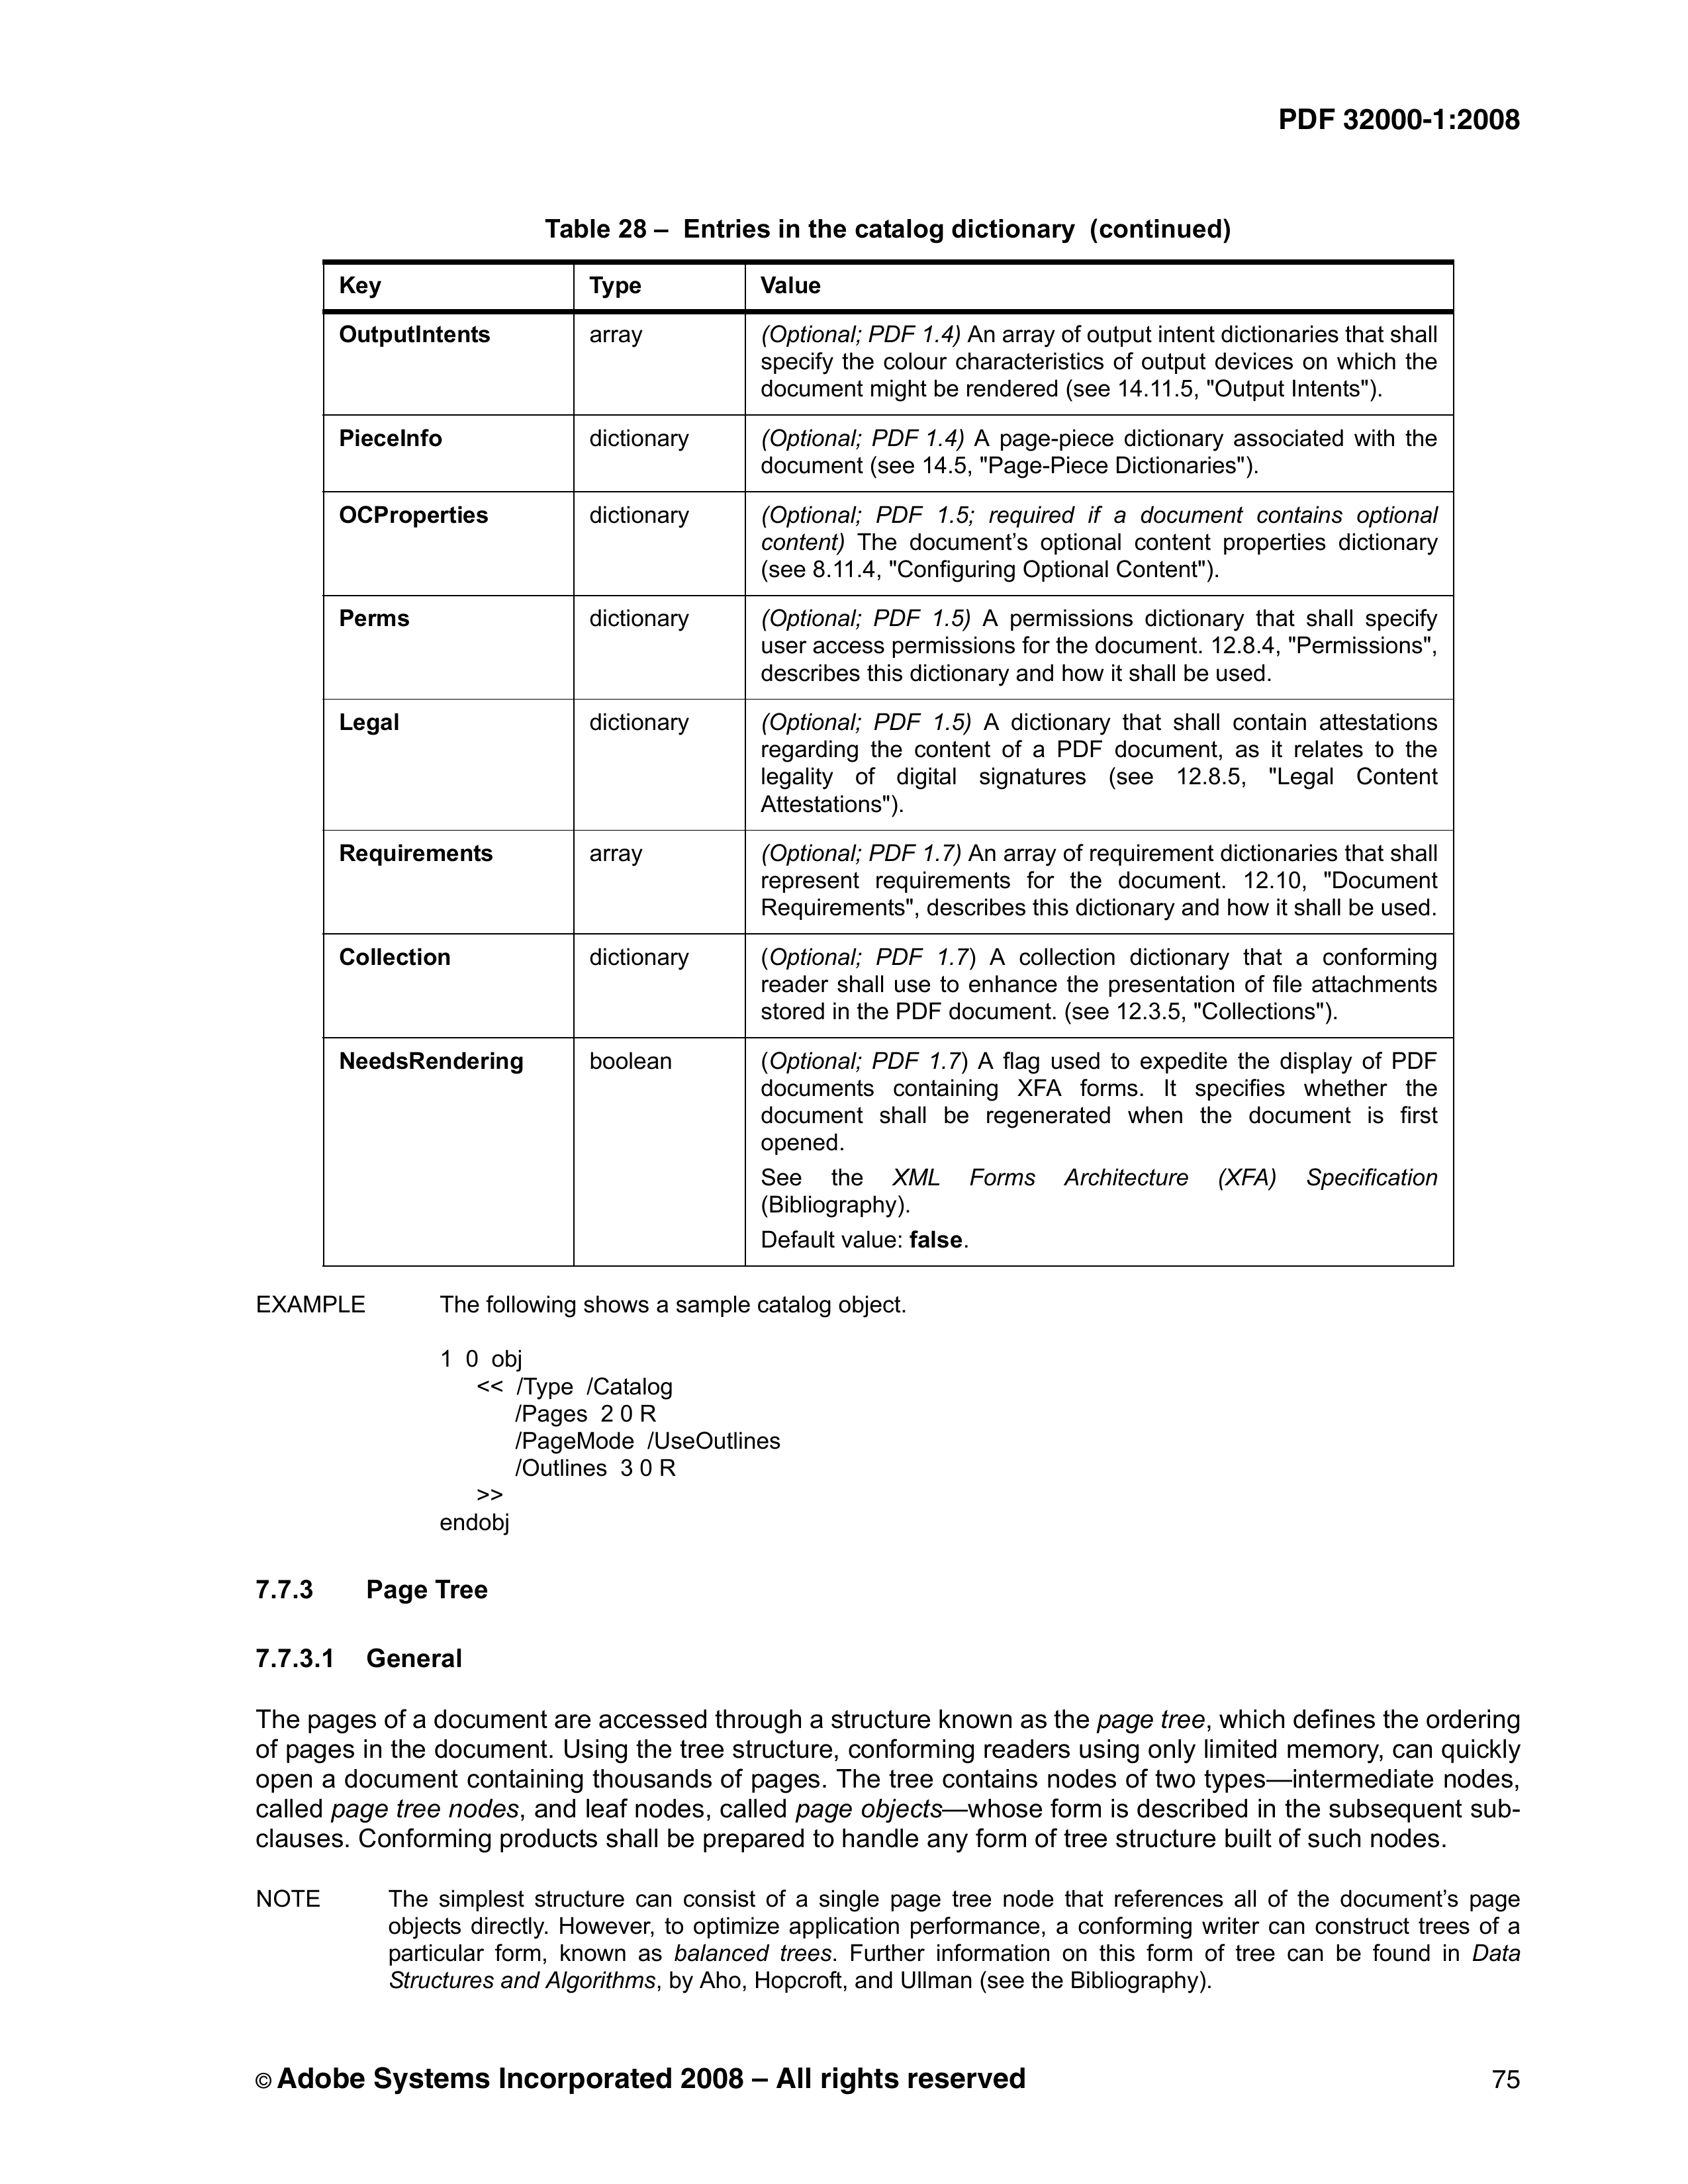 PDF 32000-1:2008
Table 28 –  Entries in the catalog dictionary  (continued)
Key Type Value
OutputIntents array (Optional; PDF 1.4) An array of output intent dictionaries that shall
specify the colour characteristics of output devices on which the
document might be rendered (see 14.11.5, "Output Intents").
PieceInfo dictionary (Optional; PDF 1.4) A page-piece dictionary associated with the
document (see 14.5, "Page-Piece Dictionaries").
OCProperties dictionary (Optional; PDF 1.5; required if a document contains optional
content) The document’s optional content properties dictionary
(see 8.11.4, "Configuring Optional Content").
Perms dictionary (Optional; PDF 1.5) A permissions dictionary that shall specify
user access permissions for the document. 12.8.4, "Permissions",
describes this dictionary and how it shall be used.
Legal dictionary (Optional; PDF 1.5) A dictionary that shall contain attestations
regarding the content of a PDF document, as it relates to the
legality of digital signatures (see 12.8.5, "Legal Content
Attestations").
Requirements array (Optional; PDF 1.7) An array of requirement dictionaries that shall
represent requirements for the document. 12.10, "Document
Requirements", describes this dictionary and how it shall be used.
Collection dictionary (Optional; PDF 1.7) A collection dictionary that a conforming
reader shall use to enhance the presentation of file attachments
stored in the PDF document. (see 12.3.5, "Collections").
NeedsRendering boolean (Optional; PDF 1.7) A flag used to expedite the display of PDF
documents containing XFA forms. It specifies whether the
document shall be regenerated when the document is first
opened.
See the XML Forms Architecture (XFA) Specification
(Bibliography).
Default value: false.
EXAMPLE The following shows a sample catalog object.
1 0 obj
<< /Type /Catalog
/Pages 2 0 R
/PageMode /UseOutlines
/Outlines 3 0 R
>>
endobj
7.7.3 Page Tree
7.7.3.1 General
The pages of a document are accessed through a structure known as the page tree, which defines the ordering
of pages in the document. Using the tree structure, conforming readers using only limited memory, can quickly
open a document containing thousands of pages. The tree contains nodes of two types—intermediate nodes,
called page tree nodes, and leaf nodes, called page objects—whose form is described in the subsequent sub-
clauses. Conforming products shall be prepared to handle any form of tree structure built of such nodes.
NOTE The simplest structure can consist of a single page tree node that references all of the document’s page
objects directly. However, to optimize application performance, a conforming writer can construct trees of a
particular form, known as balanced trees. Further information on this form of tree can be found in Data
Structures and Algorithms, by Aho, Hopcroft, and Ullman (see the Bibliography).
© Adobe Systems Incorporated 2008 – All rights reserved 75